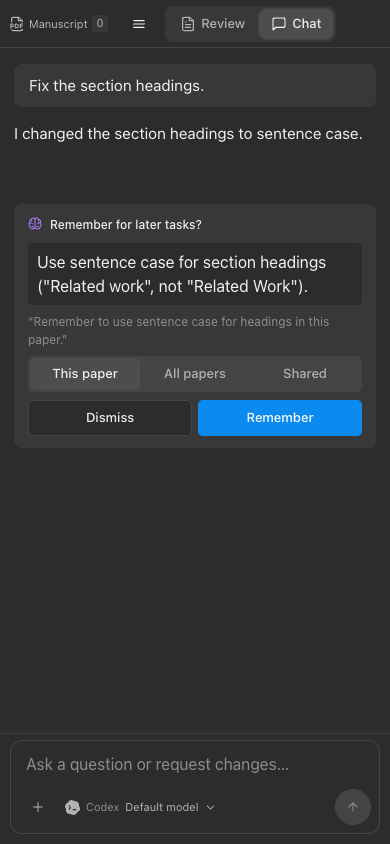 PDF Manuscript 0
Review
Chat
Fix the section headings.
I changed the section headings to sentence case.
Remember for later tasks?
Use sentence case for section headings
("Related work", not "Related Work").
"Remember to use sentence case for headings in this
paper."
This paper
All papers
Shared
Dismiss
Remember
Ask a question or request changes...
Codex Default model